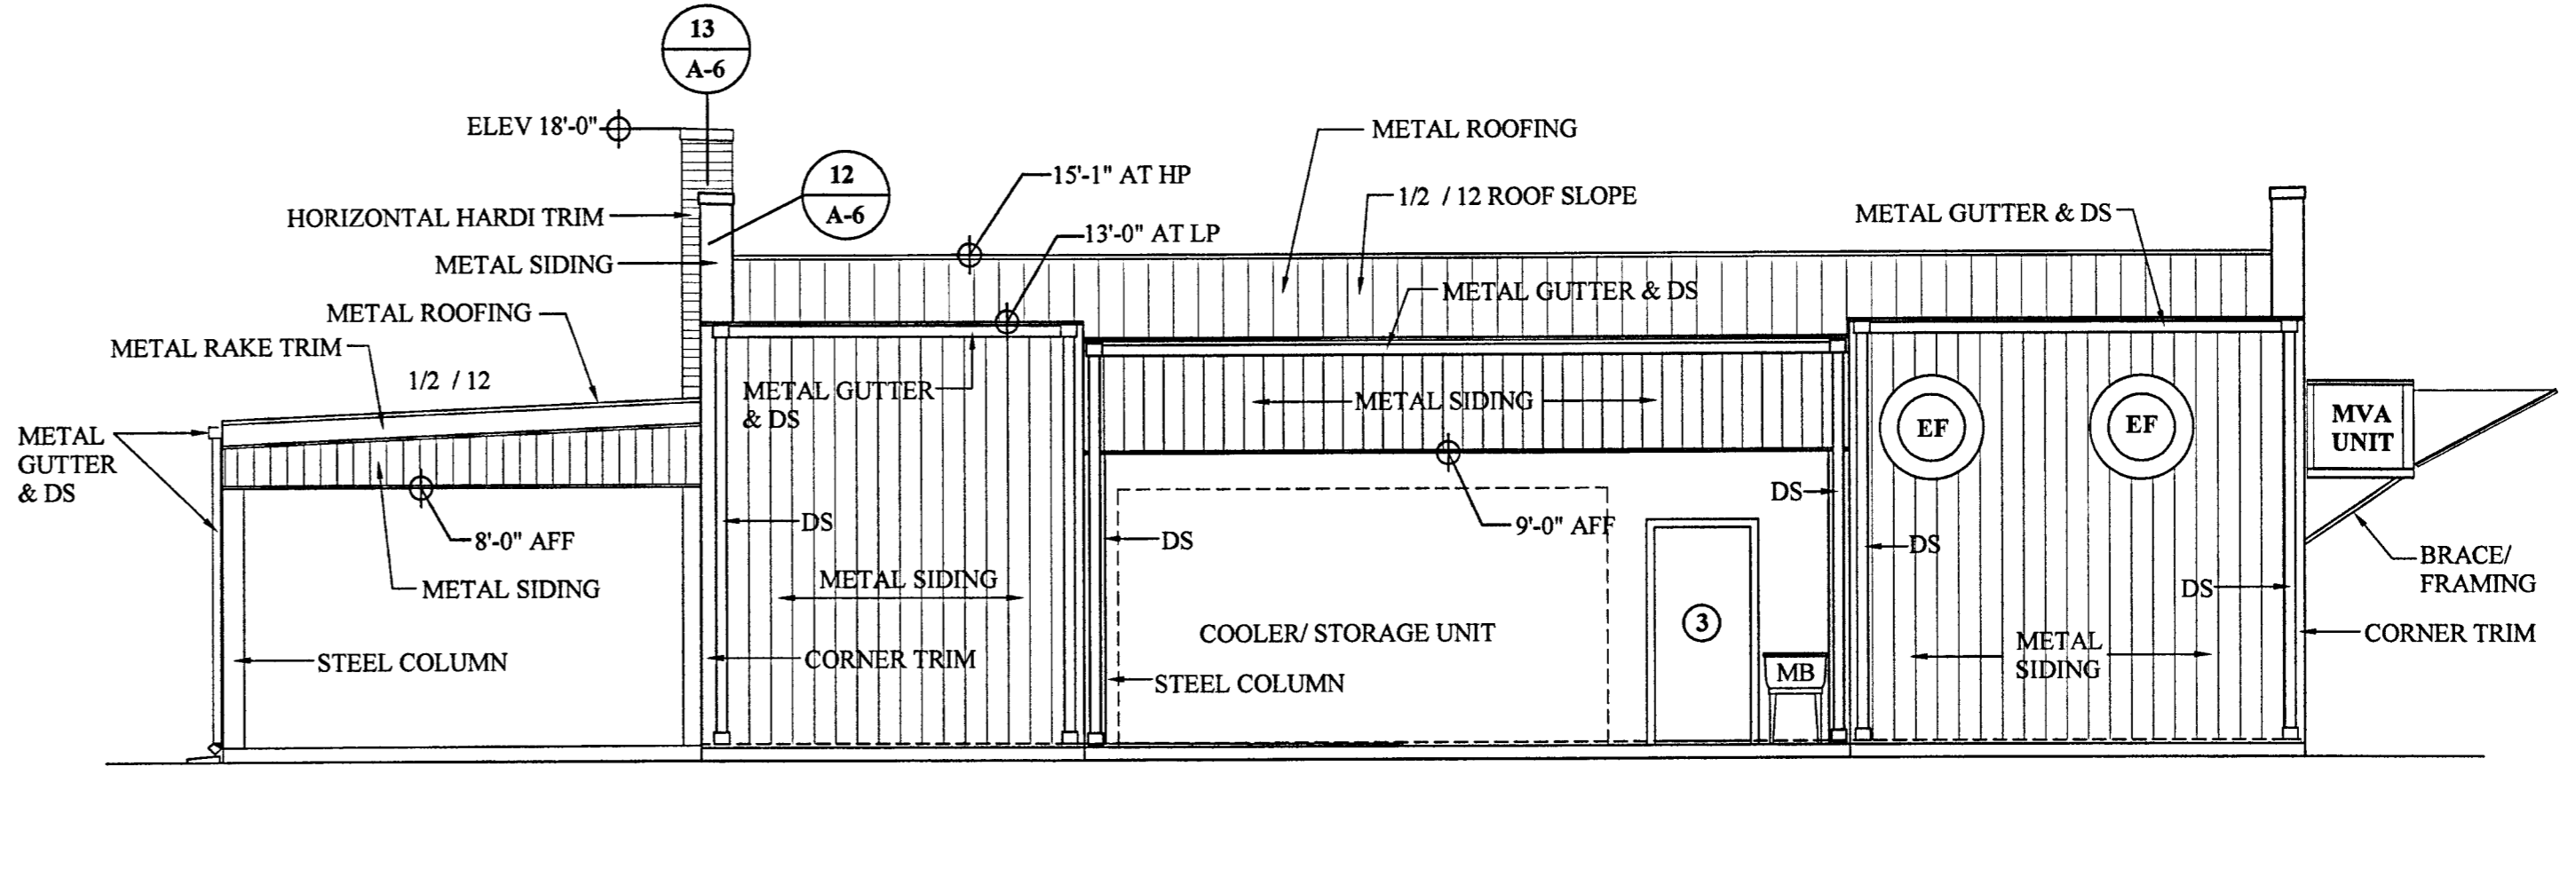 13
A-6
ELEV 18'-0"
METAL ROOFING
12
A-6
15'-1" AT HP
1/2 / 12 ROOF SLOPE
HORIZONTAL HARDI TRIM
METAL GUTTER & DS
13'-0" AT LP
METAL SIDING
METAL GUTTER & DS
METAL ROOFING
METAL RAKE TRIM
1/2 / 12
METAL GUTTER
& DS
METAL SIDING
EF
EF
MVA
UNIT
METAL
GUTTER
& DS
DS
DS
9'-0" AFF
8'-0" AFF
DS
DS
DS
BRACE/
FRAMING
METAL SIDING
METAL SIDING
DS
3
COOLER/ STORAGE UNIT
CORNER TRIM
METAL
SIDING
STEEL COLUMN
CORNER TRIM
STEEL COLUMN
MB